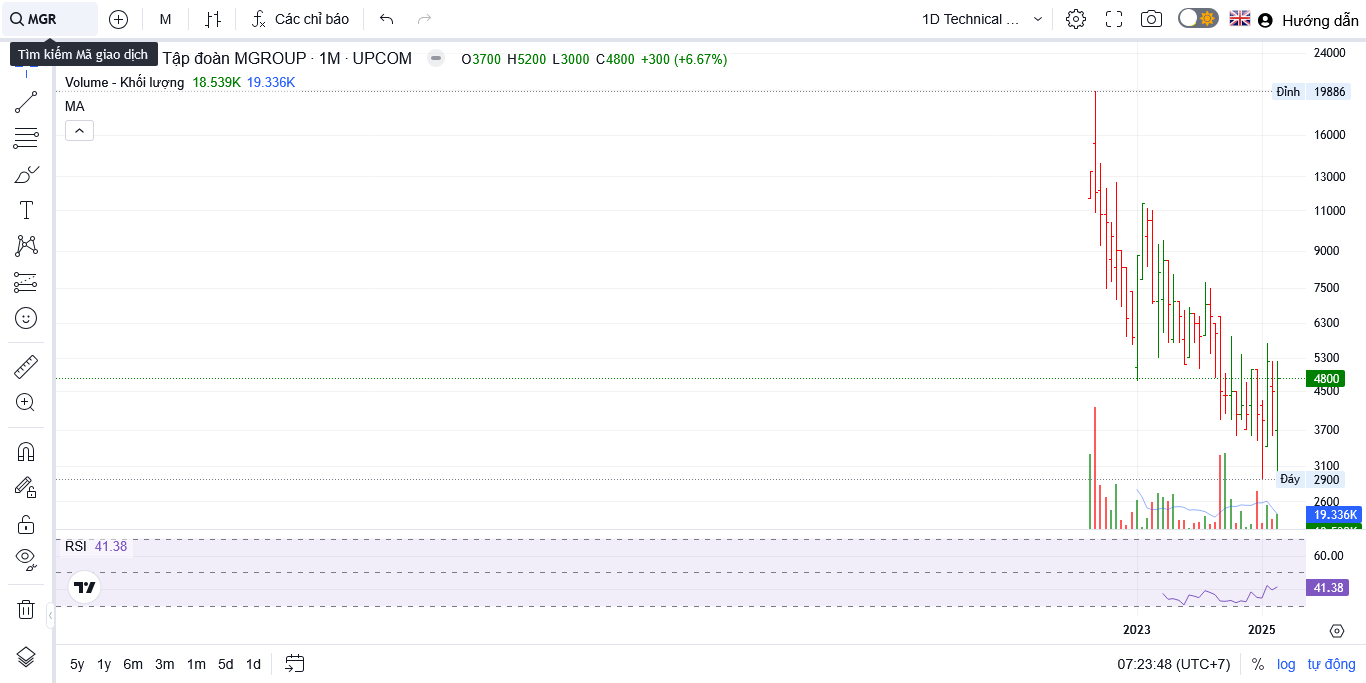 MGR
M
Các chỉ báo
1D Technical ...
Hướng dẫn
Tìm kiếm Mã giao dịch
Tập đoàn MGROUP · 1M · UPCOM
O3700 H5200 L3000 C4800 +300 (+6.67%)
Volume - Khối lượng 18.539K 19.336K
MA
24000
Đỉnh 19886
16000
13000
11000
9000
7500
6300
5300
4800
4500
3700
3100
Đáy 2900
2600
19.336K
RSI 41.38
60.00
41.38
2023
2025
5y 1y 6m 3m 1m 5d 1d
07:23:48 (UTC+7)
% log tự động